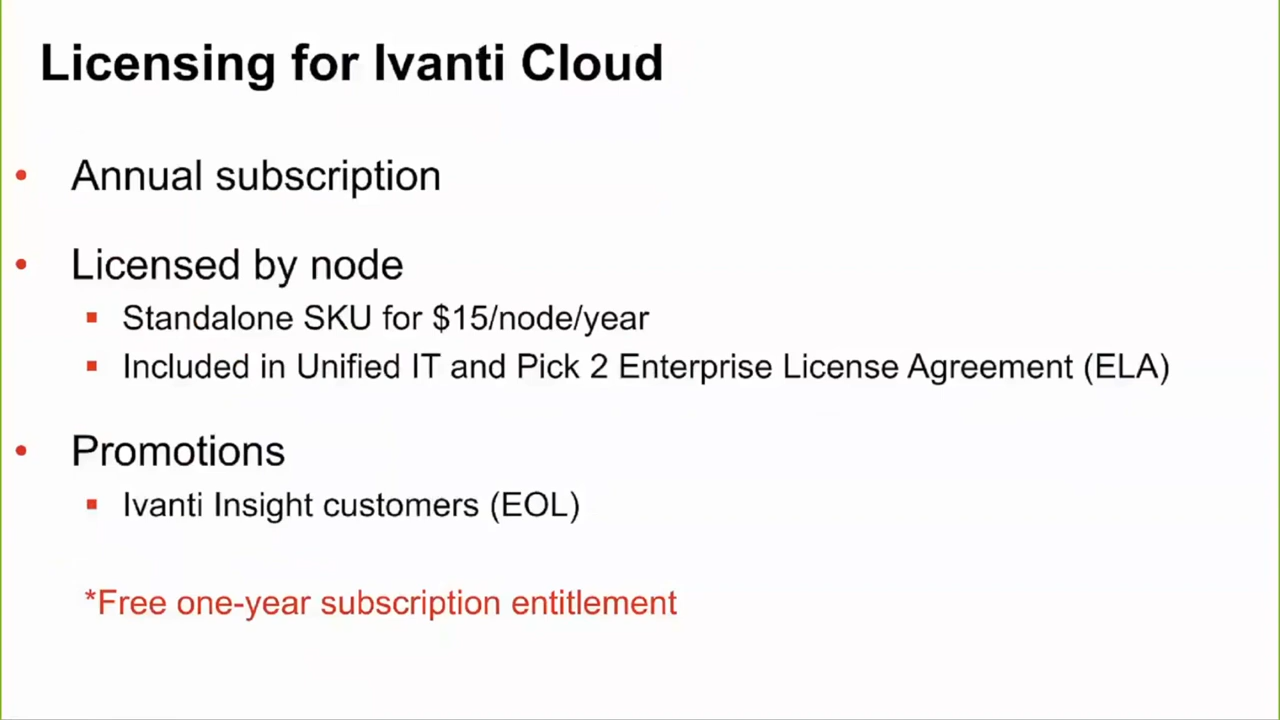 Licensing for Ivanti Cloud
• Annual subscription
• Licensed by node
▪ Standalone SKU for $15/node/year
▪ Included in Unified IT and Pick 2 Enterprise License Agreement (ELA)
• Promotions
▪ Ivanti Insight customers (EOL)
*Free one-year subscription entitlement